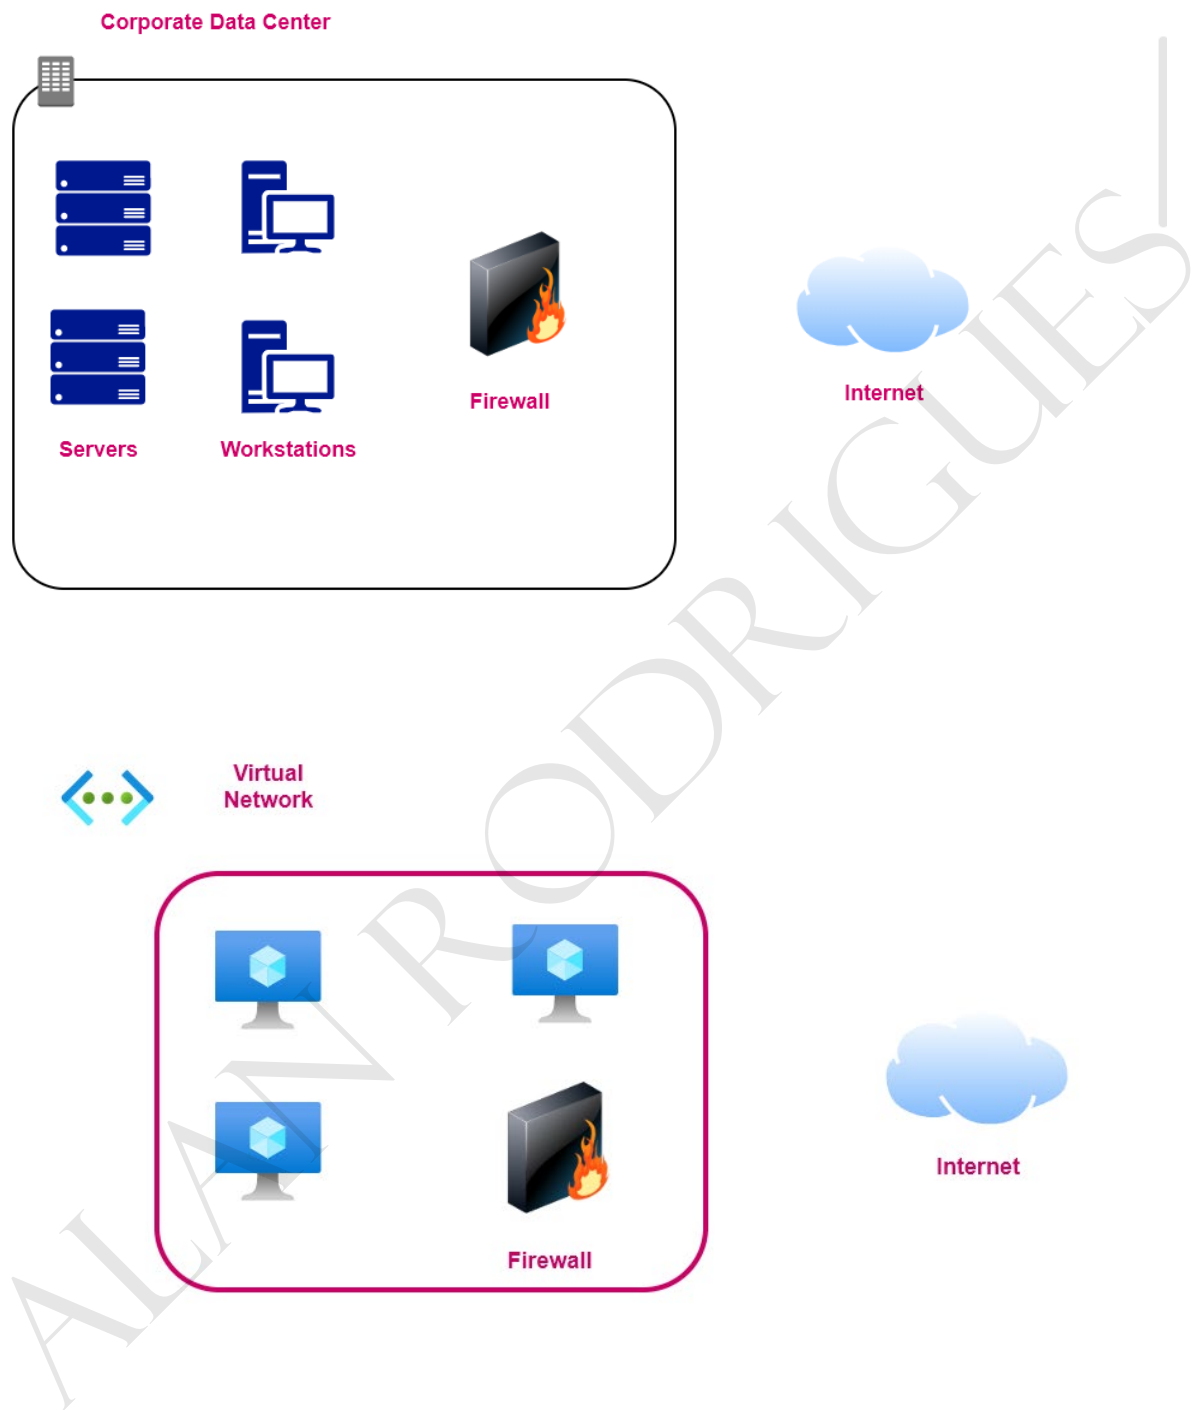 Corporate Data Center
Firewall
Internet
Servers
Workstations
Virtual
Network
Firewall
Internet
ALAN RODRIGUES